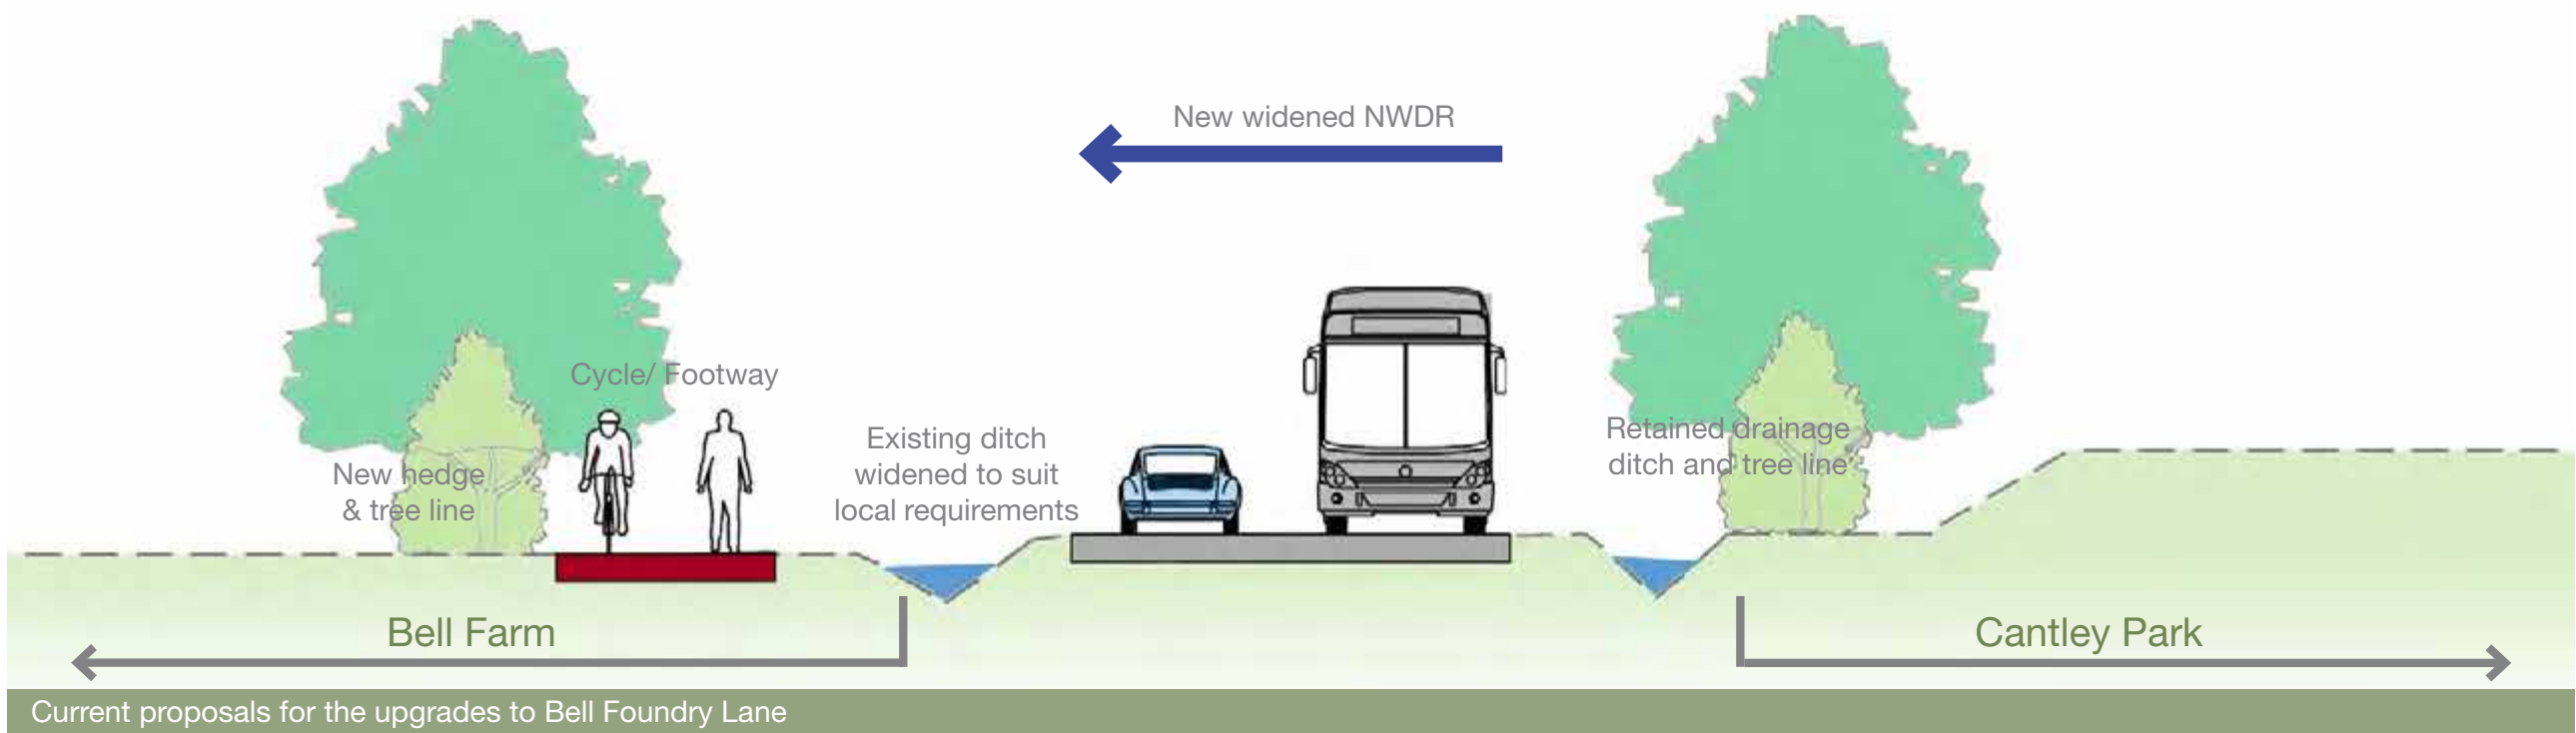 New widened NWDR
Cycle/ Footway
New hedge
& tree line
Existing ditch
widened to suit
local requirements
Retained drainage
ditch and tree line
Bell Farm
Cantley Park
Current proposals for the upgrades to Bell Foundry Lane